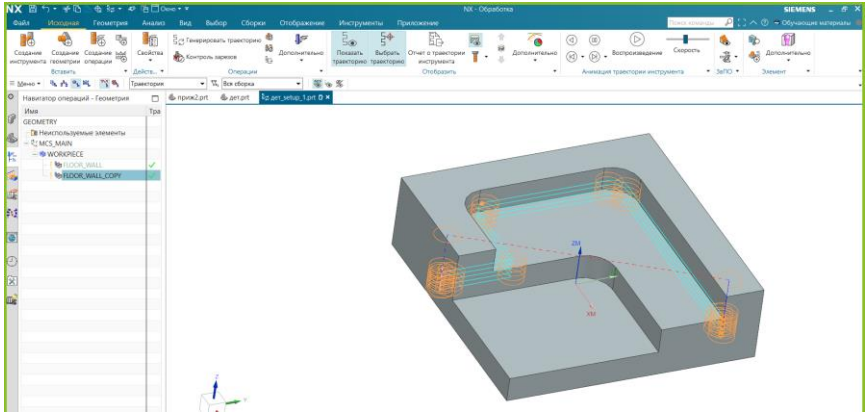 NX
Окно
NX - Обработка
SIEMENS
Файл Исходная Геометрия Анализ Вид Выбор Сборки Отображение Инструменты Приложение
Поиск команды
Обучающие материалы
Создание инструмента
Создание геометрии
Создание операции
Свойства
Генерировать траекторию
Контроль зарезов
Дополнительно
Показать траекторию
Выбрать траекторию
Отчет о траектории инструмента
Дополнительно
Воспроизведение
Скорость
Дополнительно
Вставить
Действ...
Операции
Отобразить
Анимация траектории инструмента
ЗвПО
Элемент
Меню
Траектория
Вся сборка
Навигатор операций - Геометрия
приж2.prt
дет.prt
дет_setup_1.prt
Имя
Тра
GEOMETRY
Неиспользуемые элементы
MCS_MAIN
WORKPIECE
FLOOR_WALL
FLOOR_WALL_COPY
ZM
XM